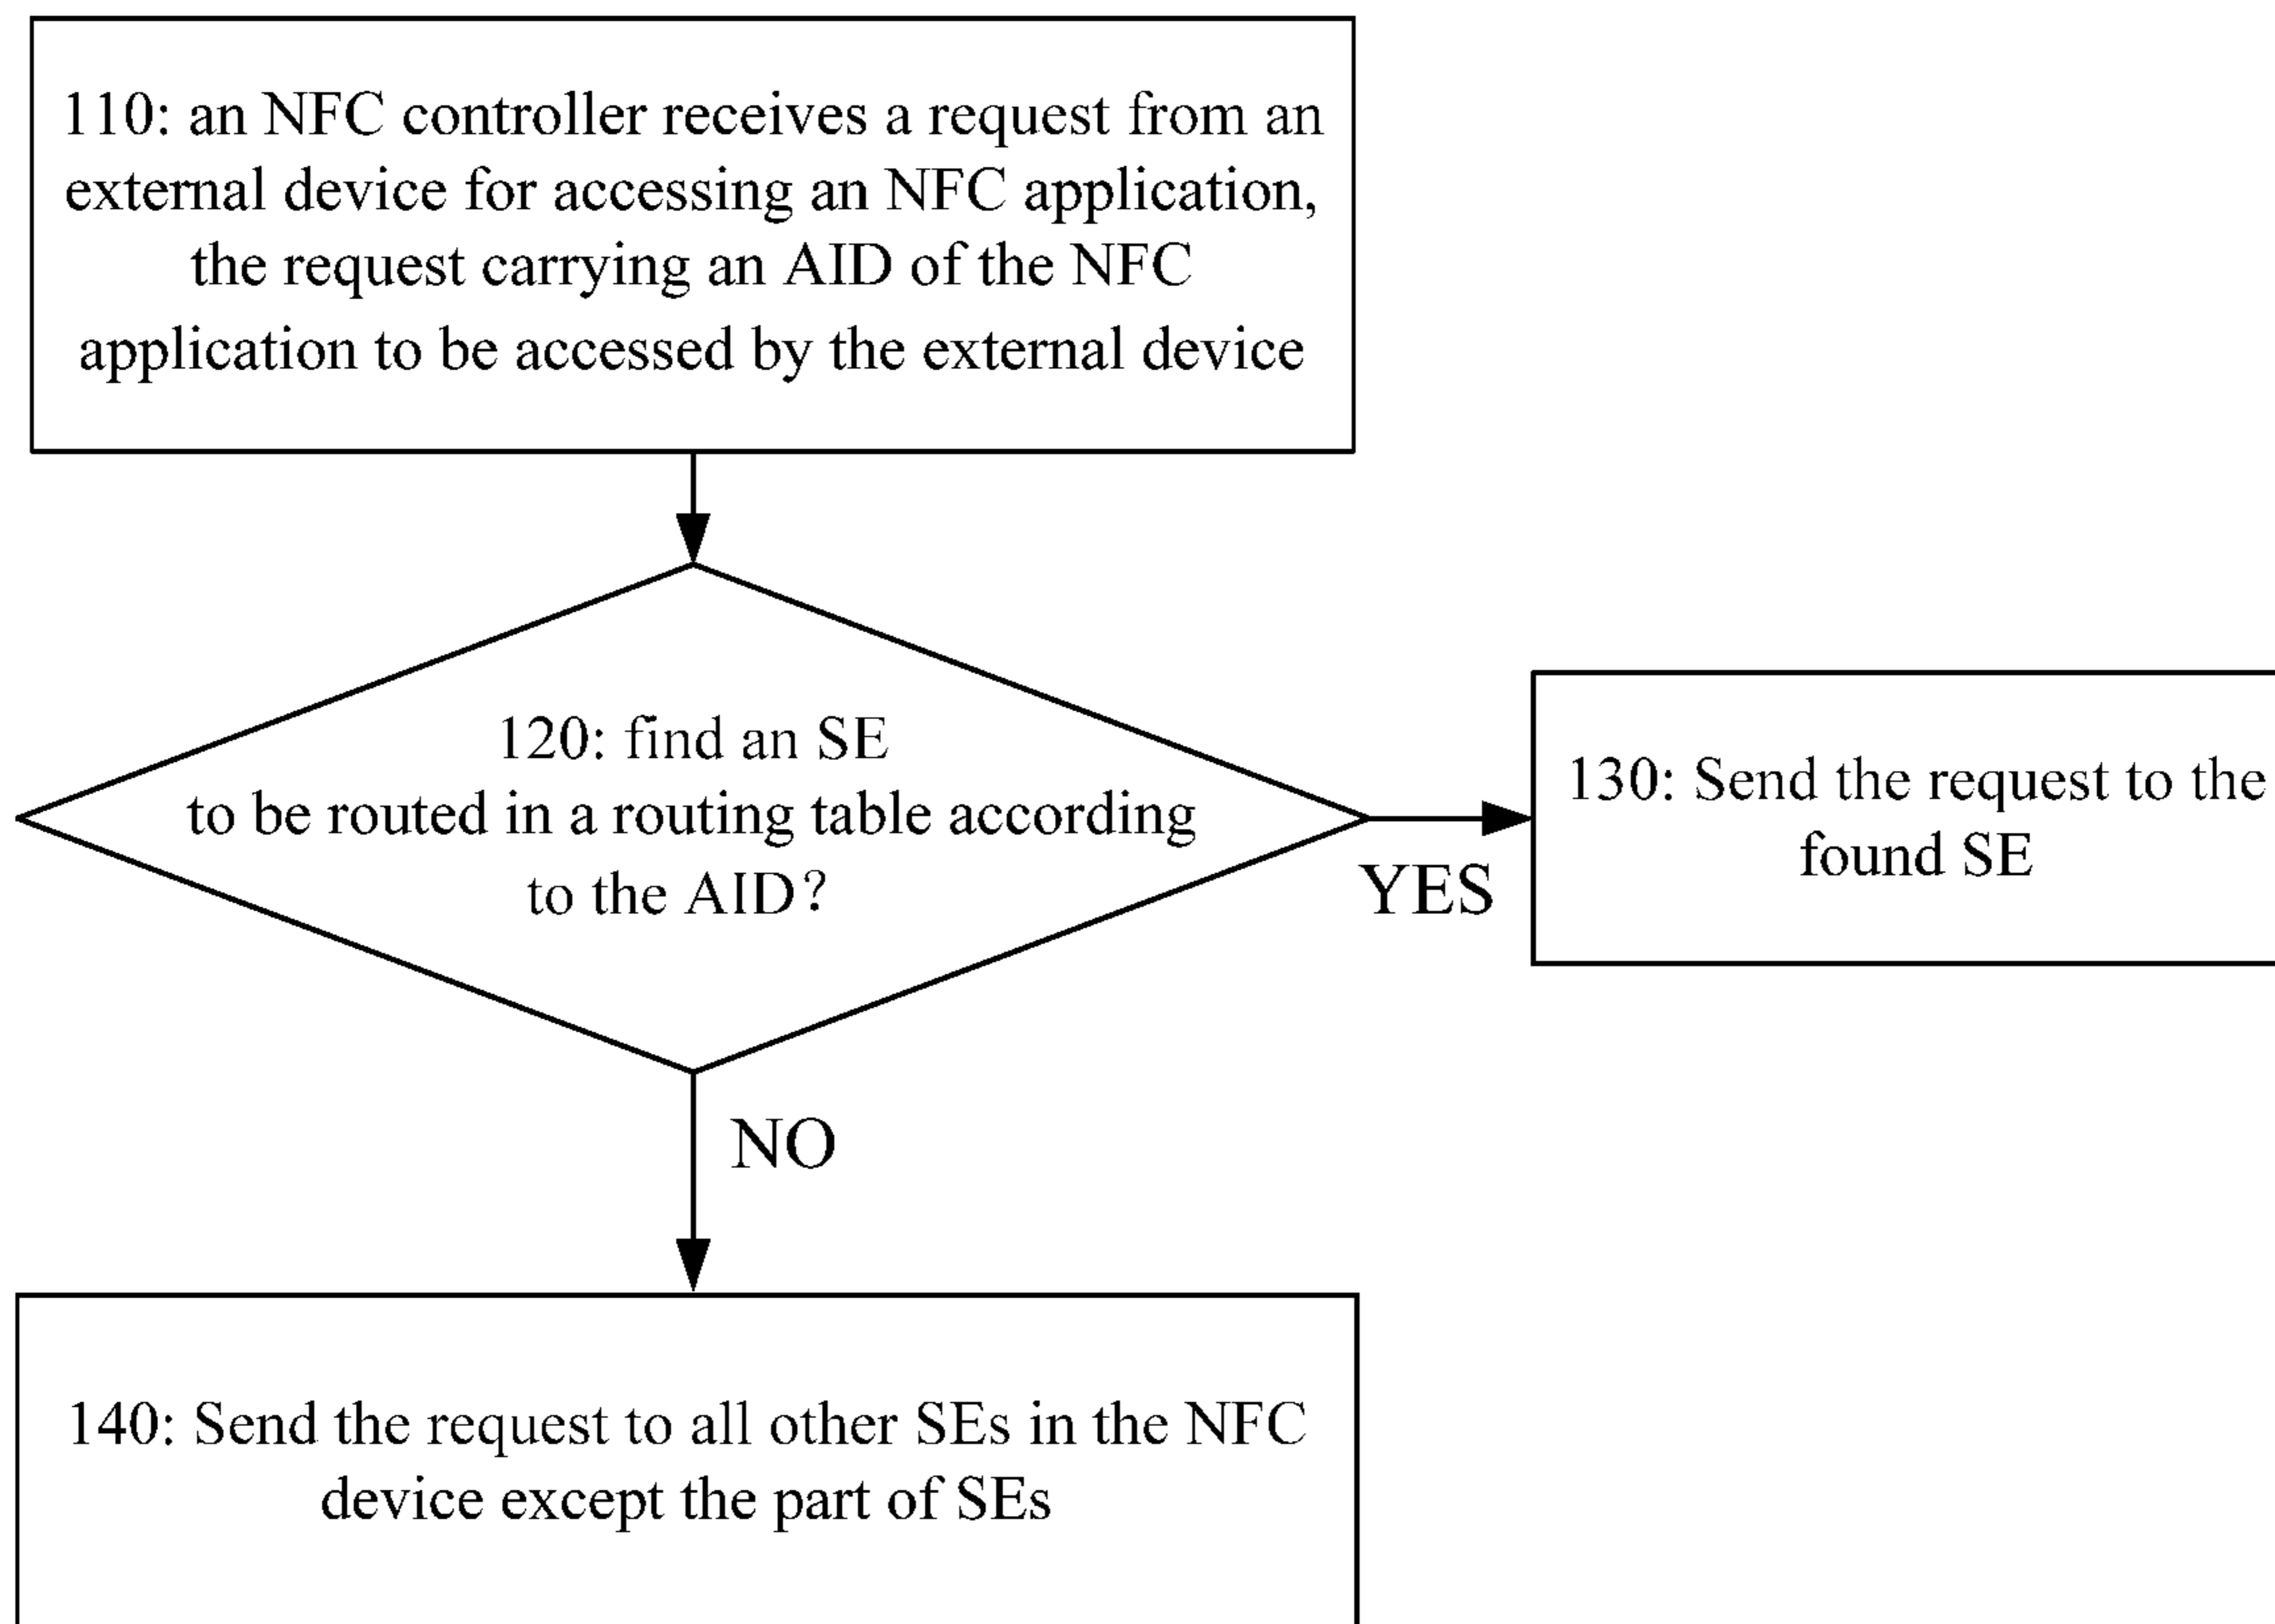 110: an NFC controller receives a request from an
external device for accessing an NFC application,
the request carrying an AID of the NFC
application to be accessed by the external device
120: find an SE
to be routed in a routing table according
to the AID?
YES
130: Send the request to the
found SE
NO
140: Send the request to all other SEs in the NFC
device except the part of SEs